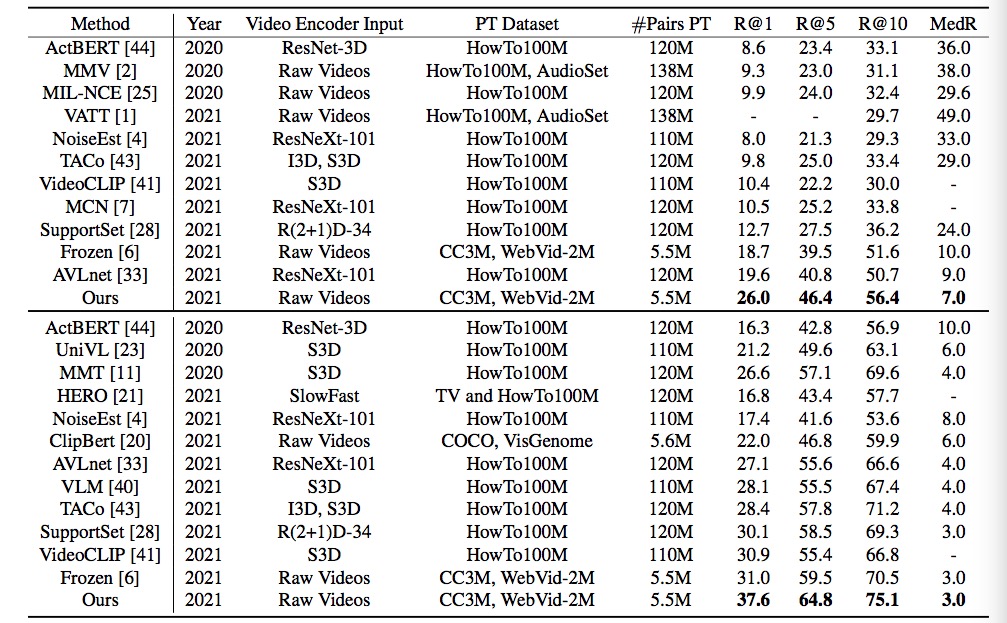 Method Year Video Encoder Input PT Dataset #Pairs PT R@1 R@5 R@10 MedR
ActBERT [44] 2020 ResNet-3D HowTo100M 120M 8.6 23.4 33.1 36.0
MMV [2] 2020 Raw Videos HowTo100M, AudioSet 138M 9.3 23.0 31.1 38.0
MIL-NCE [25] 2020 Raw Videos HowTo100M 120M 9.9 24.0 32.4 29.6
VATT [1] 2021 Raw Videos HowTo100M, AudioSet 138M - - 29.7 49.0
NoiseEst [4] 2021 ResNeXt-101 HowTo100M 110M 8.0 21.3 29.3 33.0
TACo [43] 2021 I3D, S3D HowTo100M 120M 9.8 25.0 33.4 29.0
VideoCLIP [41] 2021 S3D HowTo100M 110M 10.4 22.2 30.0 -
MCN [7] 2021 ResNeXt-101 HowTo100M 120M 10.5 25.2 33.8 -
SupportSet [28] 2021 R(2+1)D-34 HowTo100M 120M 12.7 27.5 36.2 24.0
Frozen [6] 2021 Raw Videos CC3M, WebVid-2M 5.5M 18.7 39.5 51.6 10.0
AVLnet [33] 2021 ResNeXt-101 HowTo100M 120M 19.6 40.8 50.7 9.0
Ours 2021 Raw Videos CC3M, WebVid-2M 5.5M 26.0 46.4 56.4 7.0
ActBERT [44] 2020 ResNet-3D HowTo100M 120M 16.3 42.8 56.9 10.0
UniVL [23] 2020 S3D HowTo100M 110M 21.2 49.6 63.1 6.0
MMT [11] 2020 S3D HowTo100M 120M 26.6 57.1 69.6 4.0
HERO [21] 2021 SlowFast TV and HowTo100M 120M 16.8 43.4 57.7 -
NoiseEst [4] 2021 ResNeXt-101 HowTo100M 110M 17.4 41.6 53.6 8.0
ClipBert [20] 2021 Raw Videos COCO, VisGenome 5.6M 22.0 46.8 59.9 6.0
AVLnet [33] 2021 ResNeXt-101 HowTo100M 120M 27.1 55.6 66.6 4.0
VLM [40] 2021 S3D HowTo100M 110M 28.1 55.5 67.4 4.0
TACo [43] 2021 I3D, S3D HowTo100M 120M 28.4 57.8 71.2 4.0
SupportSet [28] 2021 R(2+1)D-34 HowTo100M 120M 30.1 58.5 69.3 3.0
VideoCLIP [41] 2021 S3D HowTo100M 110M 30.9 55.4 66.8 -
Frozen [6] 2021 Raw Videos CC3M, WebVid-2M 5.5M 31.0 59.5 70.5 3.0
Ours 2021 Raw Videos CC3M, WebVid-2M 5.5M 37.6 64.8 75.1 3.0